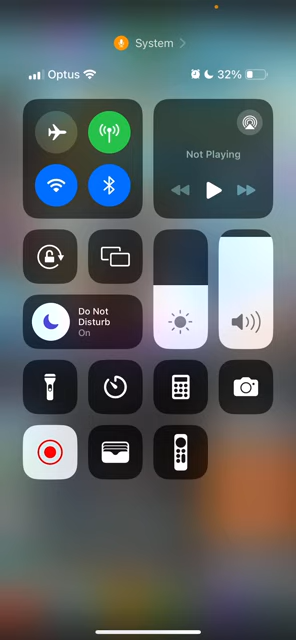 System
Optus 32%
Not Playing
Do Not
Disturb
On